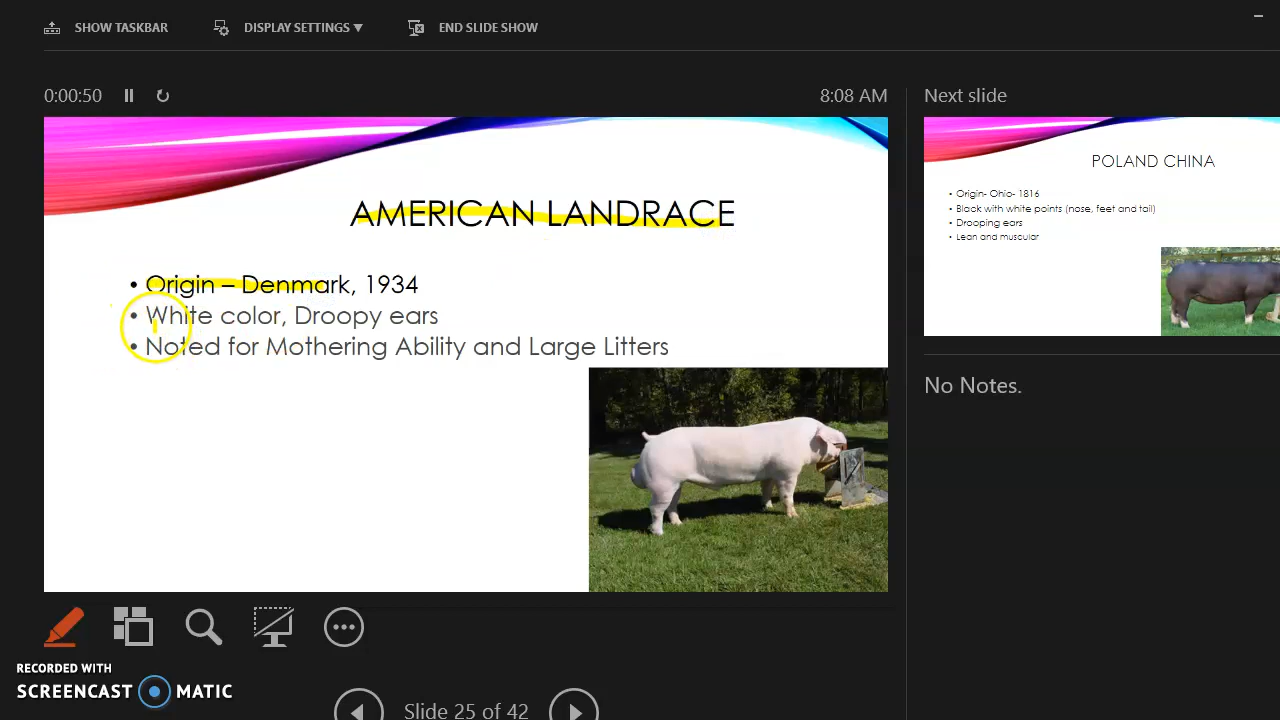 SHOW TASKBAR
DISPLAY SETTINGS ▼
END SLIDE SHOW
0:00:50
8:08 AM
Next slide
AMERICAN LANDRACE
• Origin – Denmark, 1934
• White color, Droopy ears
• Noted for Mothering Ability and Large Litters
POLAND CHINA
• Origin- Ohio- 1816
• Black with white points (nose, feet and tail)
• Drooping ears
• Lean and muscular
No Notes.
RECORDED WITH
SCREENCAST MATIC
Slide 25 of 42